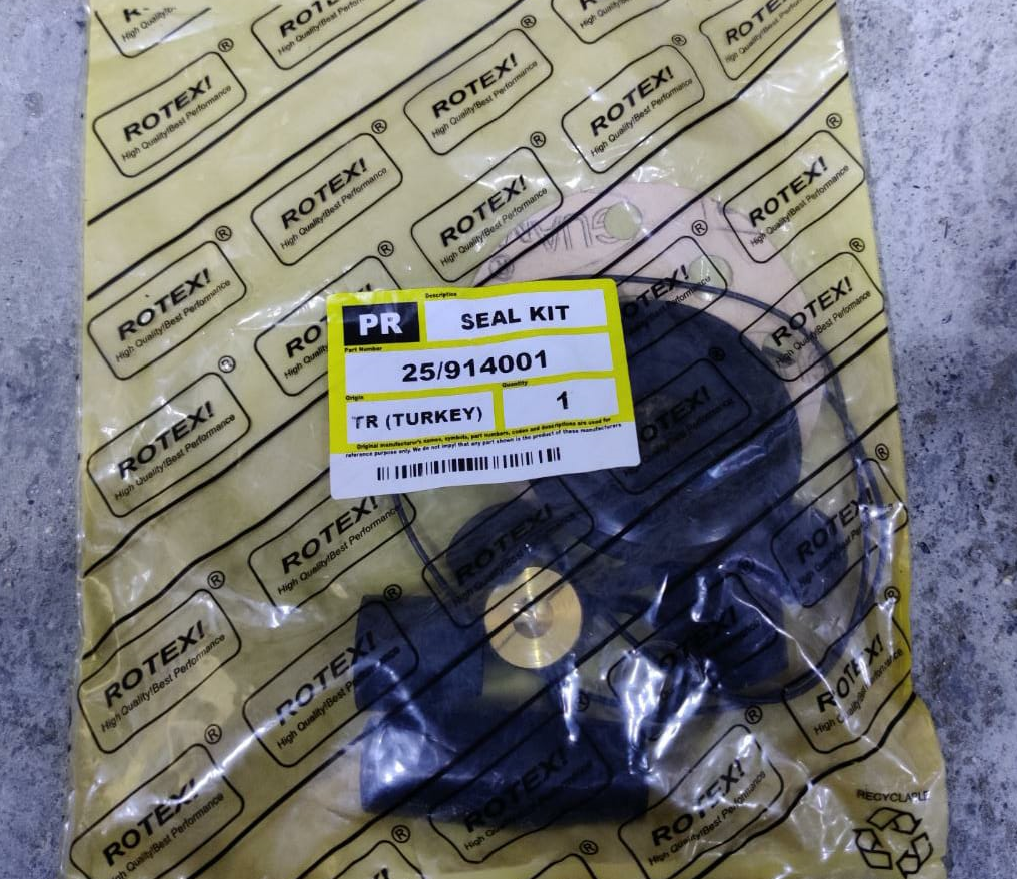 ROTEX!
High Quality/Best Performance
®
Description
PR
SEAL KIT
Part Number
25/914001
Origin
Quantity
TR (TURKEY)
1
Original manufacturer's names, symbols, part numbers, codes and descriptions are used for
reference purpose only. We do not impyl that any part shown is the product of these manufacturers
RECYCLABLE